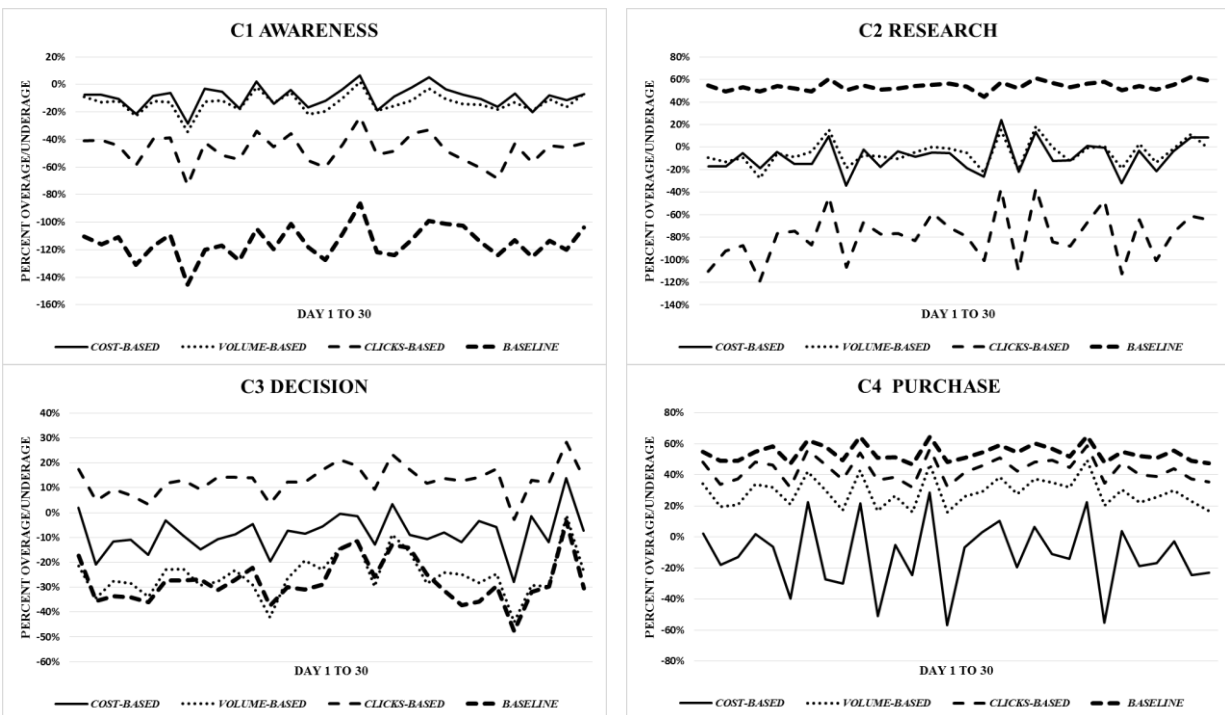 C1 AWARENESS
PERCENT OVERAGE/UNDERAGE
20%
0%
-20%
-40%
-60%
-80%
-100%
-120%
-140%
-160%
DAY 1 TO 30
COST-BASED VOLUME-BASED CLICKS-BASED BASELINE
C2 RESEARCH
PERCENT OVERAGE/UNDERAGE
80%
60%
40%
20%
0%
-20%
-40%
-60%
-80%
-100%
-120%
-140%
DAY 1 TO 30
COST-BASED VOLUME-BASED CLICKS-BASED BASELINE
C3 DECISION
PERCENT OVERAGE/UNDERAGE
40%
30%
20%
10%
0%
-10%
-20%
-30%
-40%
-50%
-60%
DAY 1 TO 30
COST-BASED VOLUME-BASED CLICKS-BASED BASELINE
C4 PURCHASE
PERCENT OVERAGE/UNDERAGE
80%
60%
40%
20%
0%
-20%
-40%
-60%
-80%
DAY 1 TO 30
COST-BASED VOLUME-BASED CLICKS-BASED BASELINE